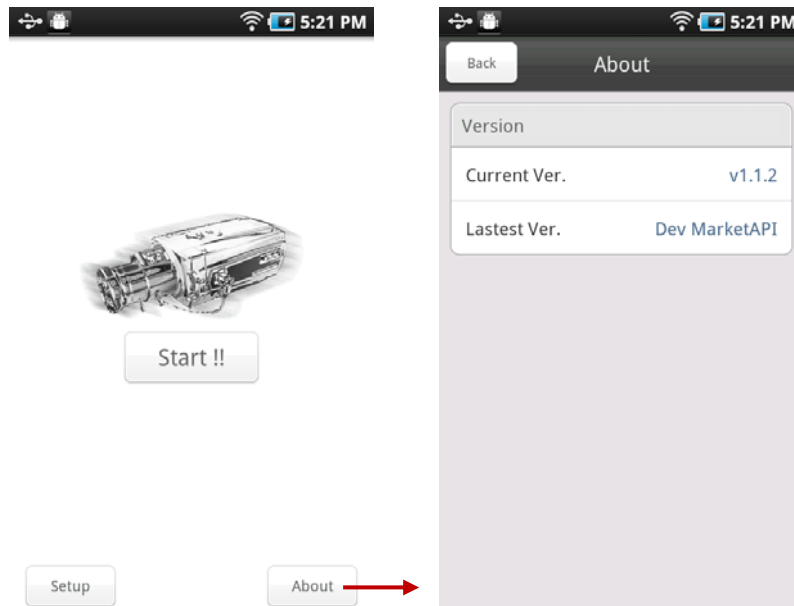 5:21 PM
Start !!
Setup
About
5:21 PM
Back
About
Version
Current Ver.
v1.1.2
Lastest Ver.
Dev MarketAPI